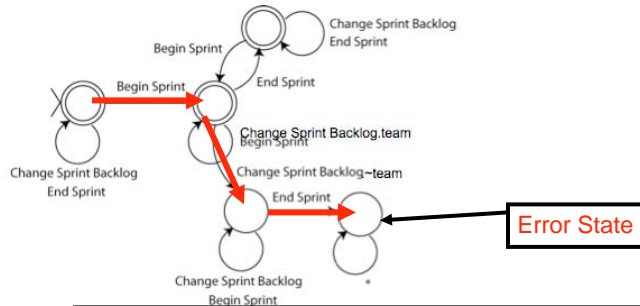 Change Sprint Backlog
End Sprint
Begin Sprint
End Sprint
Begin Sprint
Change Sprint Backlog.team
Begin Sprint
Change Sprint Backlog
End Sprint
Change Sprint Backlog.~team
End Sprint
Error State
Change Sprint Backlog
Begin Sprint
*